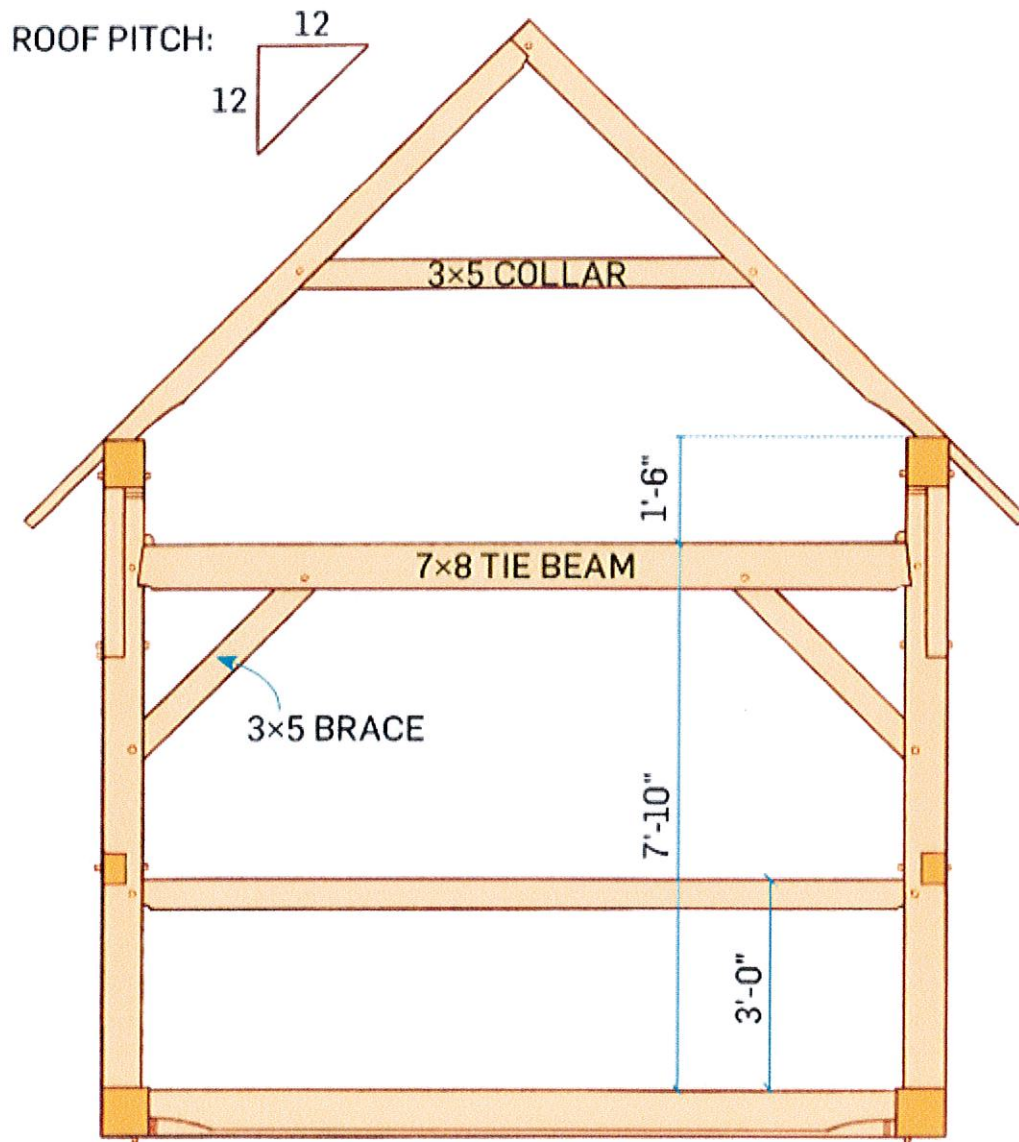 ROOF PITCH:
12
12
3×5 COLLAR
1'-6"
7×8 TIE BEAM
3×5 BRACE
7'-10"
3'-0"